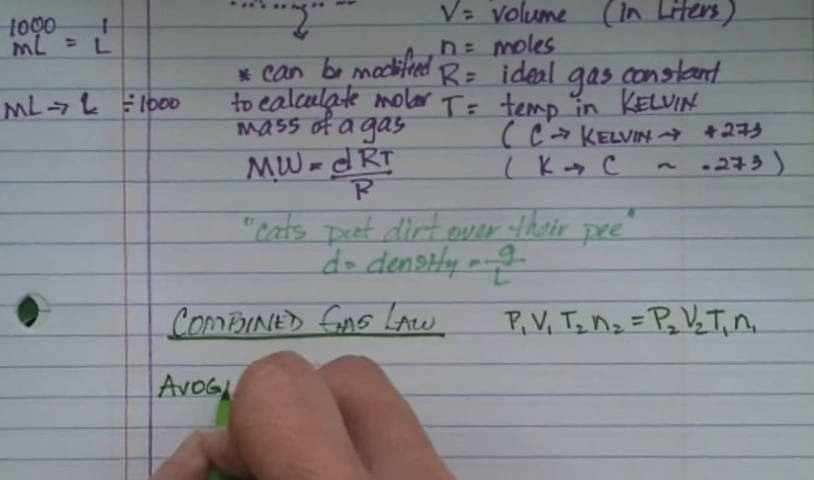 V = volume (in Liters)
1000 mL = 1 L
n = moles
* can be modified
R = ideal gas constant
mL → L ÷1000
to calculate molar
T = temp in KELVIN
mass of a gas
( C → KELVIN → +273
MW = dRT
R
( K → C ~ -273 )
"cats put dirt over their pee"
d = density = g
L
COMBINED GAS LAW P₁V₁T₂n₂ = P₂V₂T₁n₁
AVOG